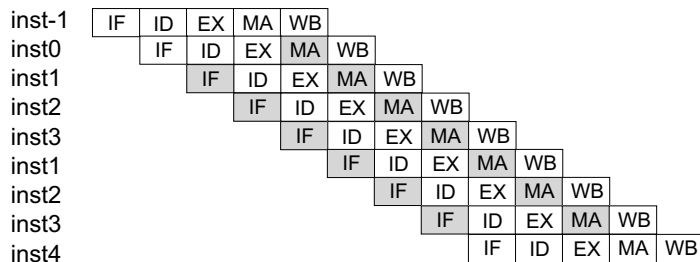 inst-1 IF ID EX MA WB
inst0 IF ID EX MA WB
inst1 IF ID EX MA WB
inst2 IF ID EX MA WB
inst3 IF ID EX MA WB
inst1 IF ID EX MA WB
inst2 IF ID EX MA WB
inst3 IF ID EX MA WB
inst4 IF ID EX MA WB